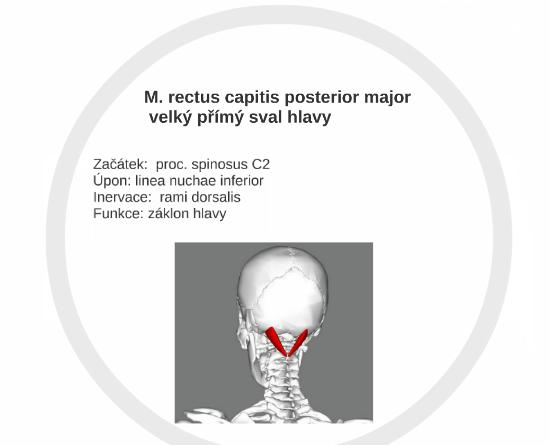 M. rectus capitis posterior major
velký přímý sval hlavy
Začátek: proc. spinosus C2
Úpon: linea nuchae inferior
Inervace: rami dorsalis
Funkce: záklon hlavy